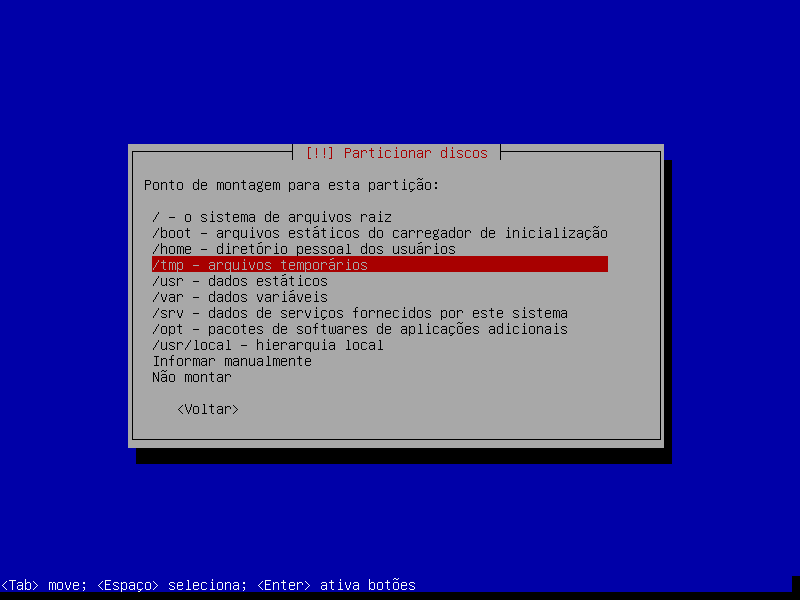 [!!] Particionar discos
Ponto de montagem para esta partição:
/ – o sistema de arquivos raiz
/boot – arquivos estáticos do carregador de inicialização
/home – diretório pessoal dos usuários
/tmp – arquivos temporários
/usr – dados estáticos
/var – dados variáveis
/srv – dados de serviços fornecidos por este sistema
/opt – pacotes de softwares de aplicações adicionais
/usr/local – hierarquia local
Informar manualmente
Não montar
<Voltar>
<Tab> move; <Espaço> seleciona; <Enter> ativa botões